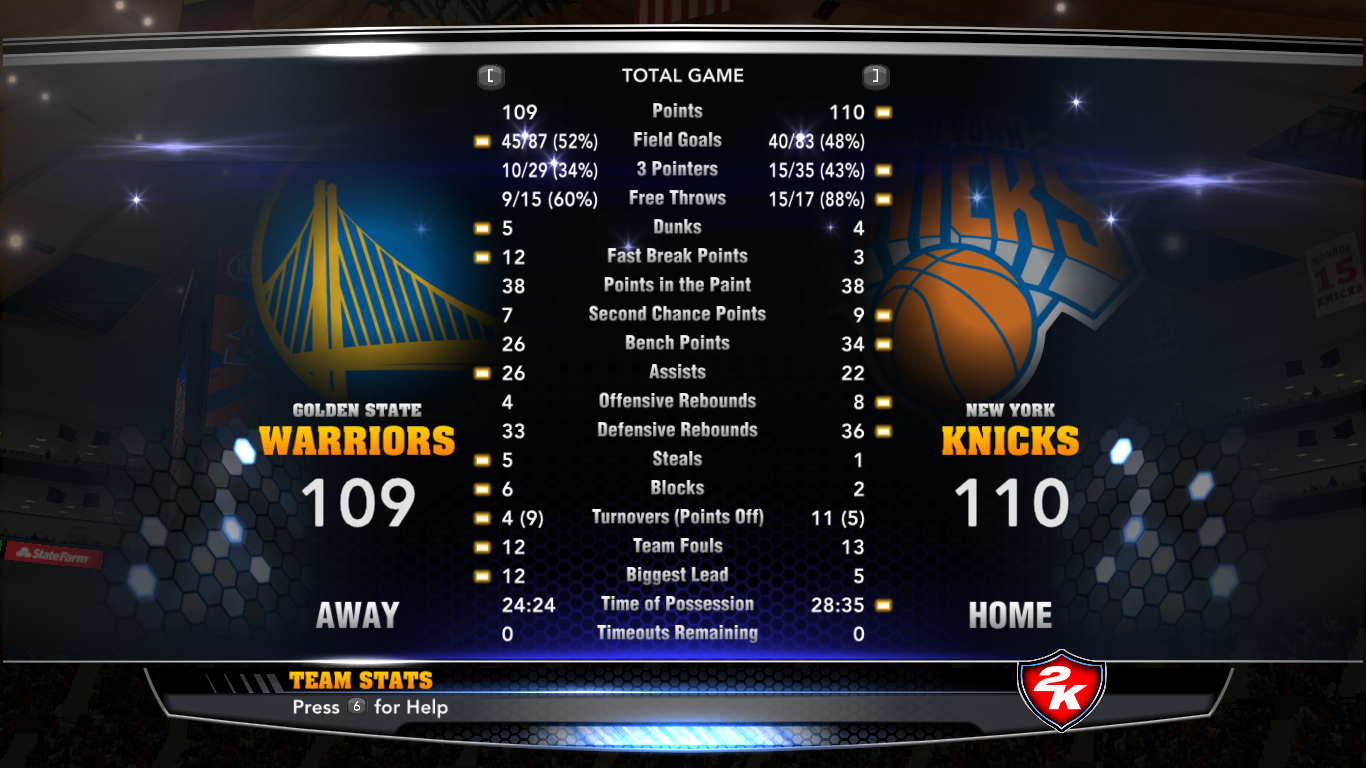 [ TOTAL GAME ]
109 Points 110
45/87 (52%) Field Goals 40/83 (48%)
10/29 (34%) 3 Pointers 15/35 (43%)
9/15 (60%) Free Throws 15/17 (88%)
5 Dunks 4
12 Fast Break Points 3
38 Points in the Paint 38
7 Second Chance Points 9
26 Bench Points 34
26 Assists 22
4 Offensive Rebounds 8
33 Defensive Rebounds 36
5 Steals 1
6 Blocks 2
4 (9) Turnovers (Points Off) 11 (5)
12 Team Fouls 13
12 Biggest Lead 5
24:24 Time of Possession 28:35
0 Timeouts Remaining 0
GOLDEN STATE
WARRIORS
109
AWAY
KNICKS
NEW YORK
KNICKS
110
HOME
MONROE
15
KNICKS
StateFarm
TEAM STATS
Press 6 for Help
2K